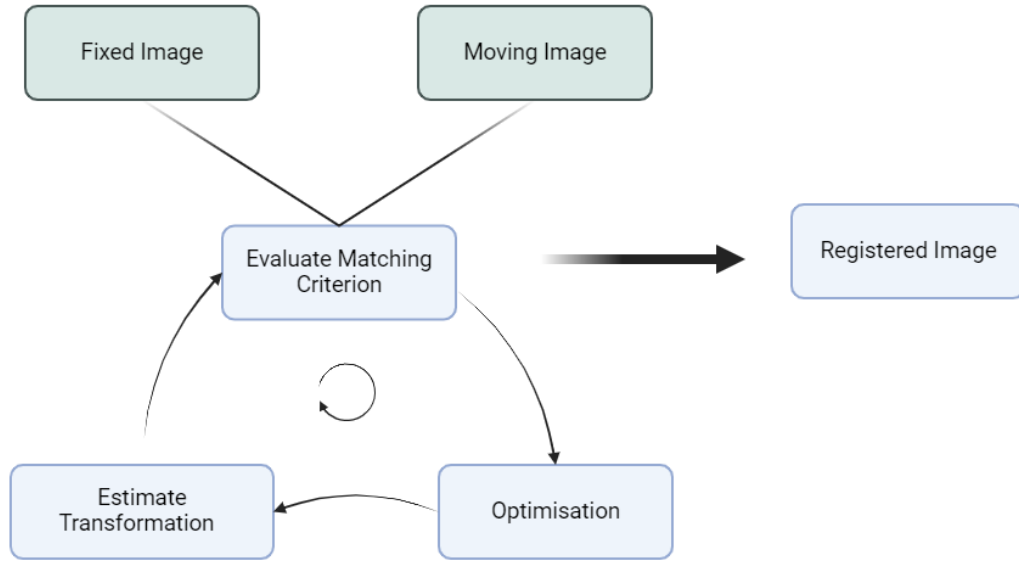 Fixed Image
Moving Image
Evaluate Matching
Criterion
Registered Image
Estimate
Transformation
Optimisation